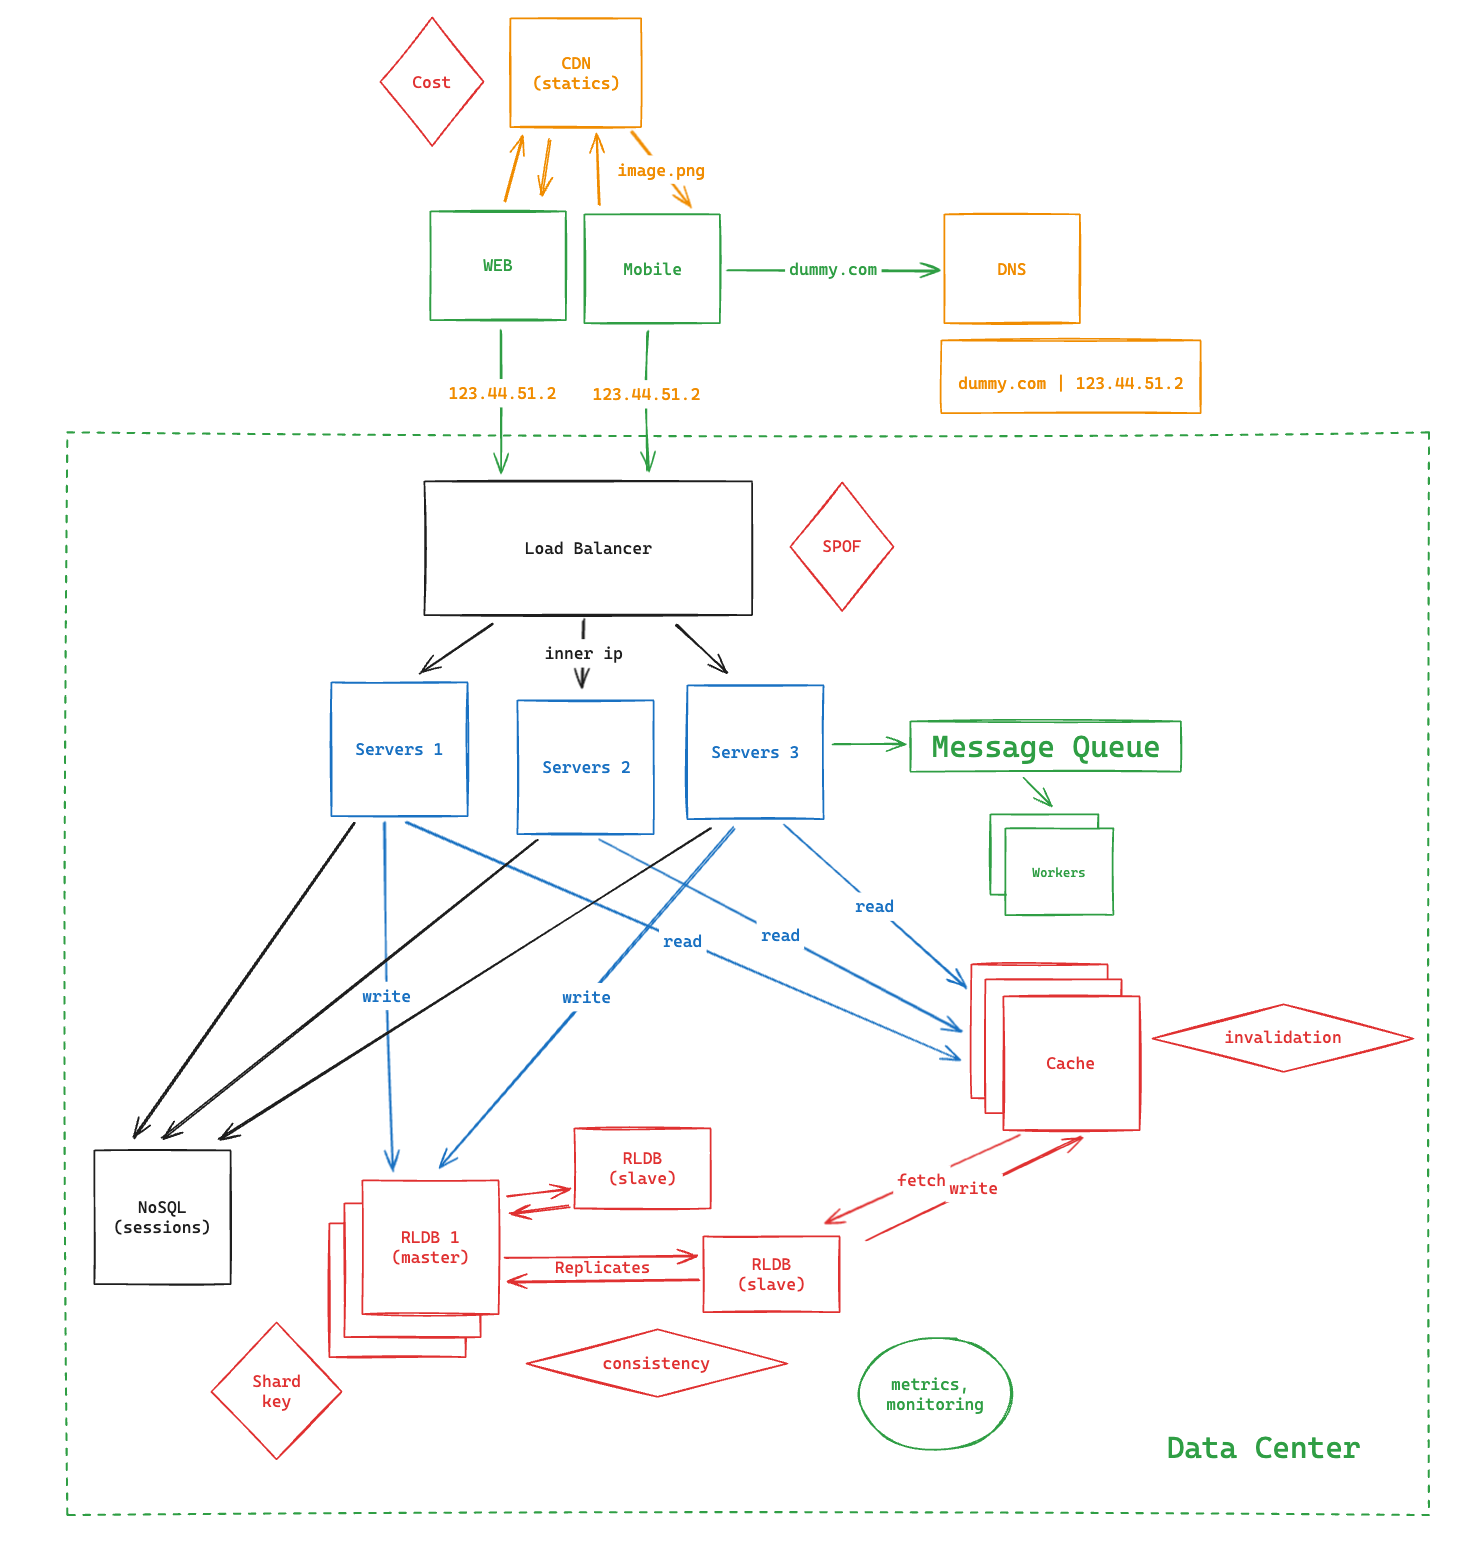 Cost
CDN
(statics)
image.png
WEB
Mobile
dummy.com
DNS
123.44.51.2
123.44.51.2
dummy.com | 123.44.51.2
Load Balancer
SPOF
inner ip
Servers 1
Servers 2
Servers 3
Message Queue
Workers
read
read
read
write
write
Cache
invalidation
NoSQL
(sessions)
RLDB 1
(master)
RLDB
(slave)
fetch
write
Replicates
RLDB
(slave)
Shard
key
consistency
metrics,
monitoring
Data Center